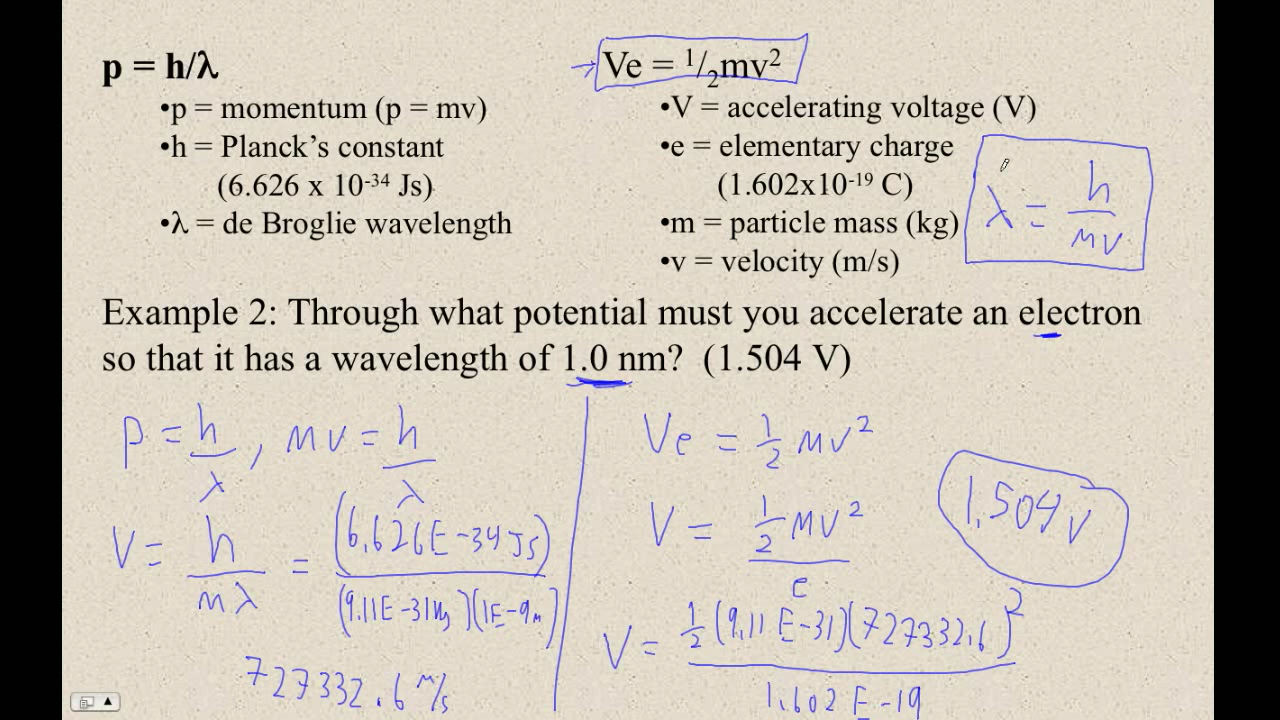 p = h/λ
•p = momentum (p = mv)
•h = Planck’s constant
(6.626 x 10⁻³⁴ Js)
•λ = de Broglie wavelength
→ Ve = ¹/₂mv²
•V = accelerating voltage (V)
•e = elementary charge
(1.602x10⁻¹⁹ C)
•m = particle mass (kg)
•v = velocity (m/s)
λ = h/mv
Example 2: Through what potential must you accelerate an electron
so that it has a wavelength of 1.0 nm? (1.504 V)
p = h/λ , mv = h/λ
V = h/mλ = (6.626E-34Js)/(9.11E-31kg)(1E-9m)
727332.6 m/s
Ve = ½ mv²
V = ½ mv²/e
V = ½ (9.11E-31)(727332.6)²/1.602E-19
1.504 V